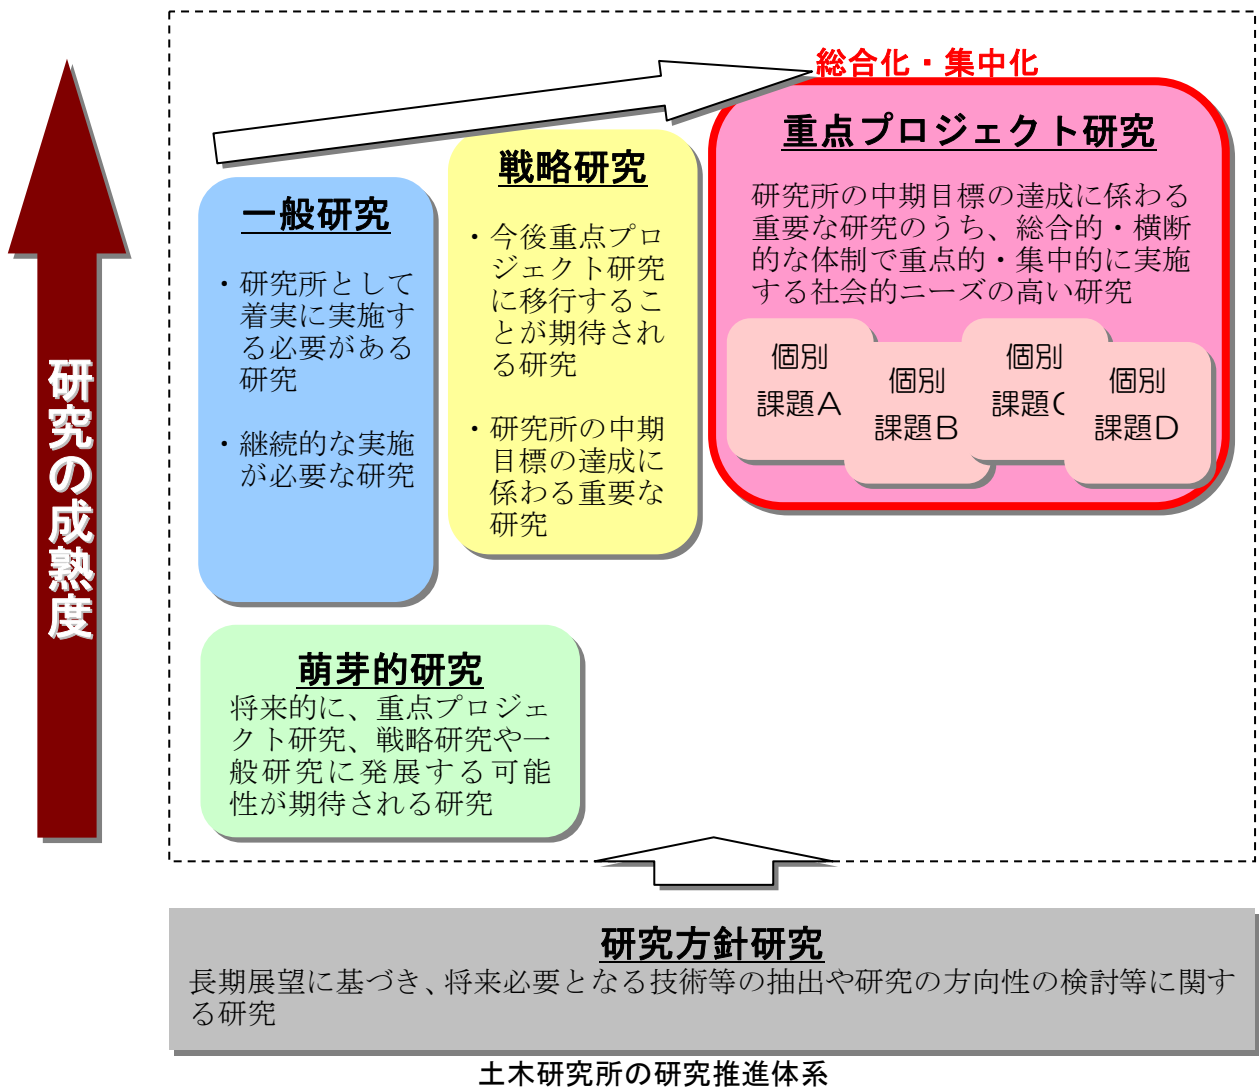 総合化・集中化
重点プロジェクト研究
研究所の中期目標の達成に係わる
重要な研究のうち、総合的・横断
的な体制で重点的・集中的に実施
する社会的ニーズの高い研究
個別
課題A
個別
課題B
個別
課題C
個別
課題D
戦略研究
・今後重点プロ
ジェクト研究
に移行するこ
とが期待され
る研究
・研究所の中期
目標の達成に
係わる重要な
研究
一般研究
・研究所として
着実に実施す
る必要がある
研究
・継続的な実施
が必要な研究
研究の成熟度
萌芽的研究
将来的に、重点プロジェ
クト研究、戦略研究や一
般研究に発展する可能
性が期待される研究
研究方針研究
長期展望に基づき、将来必要となる技術等の抽出や研究の方向性の検討等に関す
る研究
土木研究所の研究推進体系